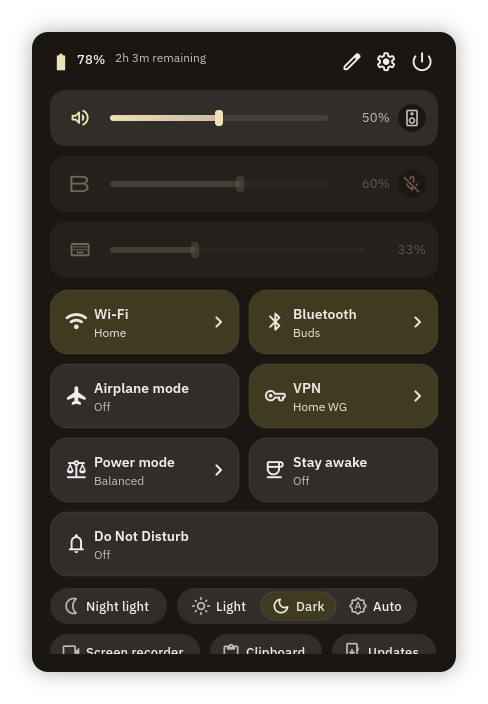 78% 2h 3m remaining
50%
60%
33%
Wi-Fi
Home
Bluetooth
Buds
Airplane mode
Off
VPN
Home WG
Power mode
Balanced
Stay awake
Off
Do Not Disturb
Off
Night light Light Dark Auto
Screen recorder Clipboard Updates